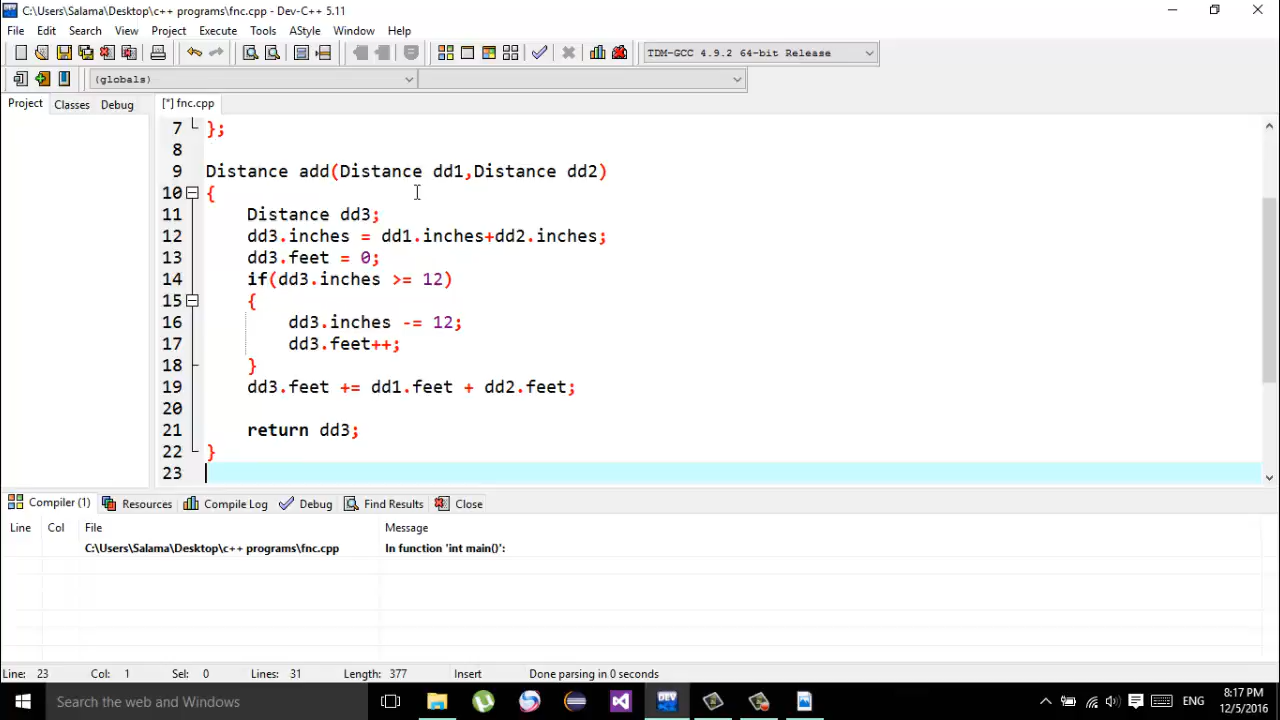 C:\Users\Salama\Desktop\c++ programs\fnc.cpp - Dev-C++ 5.11
File Edit Search View Project Execute Tools AStyle Window Help
TDM-GCC 4.9.2 64-bit Release
(globals)
Project Classes Debug [*] fnc.cpp
7 };
8
9 Distance add(Distance dd1,Distance dd2)
10 {
11 Distance dd3;
12 dd3.inches = dd1.inches+dd2.inches;
13 dd3.feet = 0;
14 if(dd3.inches >= 12)
15 {
16 dd3.inches -= 12;
17 dd3.feet++;
18 }
19 dd3.feet += dd1.feet + dd2.feet;
20
21 return dd3;
22 }
23
Compiler (1) Resources Compile Log Debug Find Results Close
Line Col File Message
C:\Users\Salama\Desktop\c++ programs\fnc.cpp In function 'int main()':
Line: 23 Col: 1 Sel: 0 Lines: 31 Length: 377 Insert Done parsing in 0 seconds
Search the web and Windows DEV ENG 8:17 PM
12/5/2016